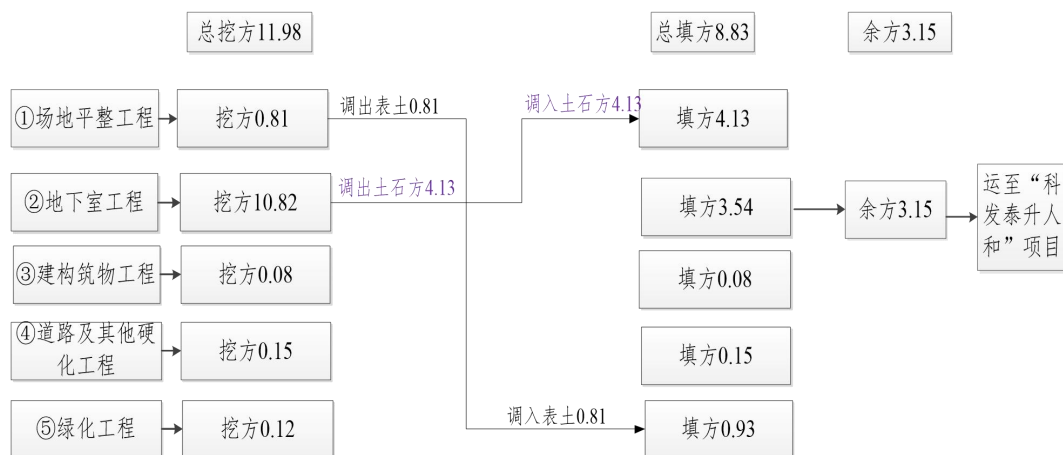 总挖方11.98
总填方8.83
余方3.15
①场地平整工程
挖方0.81
调出表土0.81
调入土石方4.13
填方4.13
②地下室工程
挖方10.82
调出土石方4.13
填方3.54
余方3.15
运至“科
发泰升人
和”项目
③建构筑物工程
挖方0.08
填方0.08
④道路及其他硬
化工程
挖方0.15
填方0.15
⑤绿化工程
挖方0.12
调入表土0.81
填方0.93